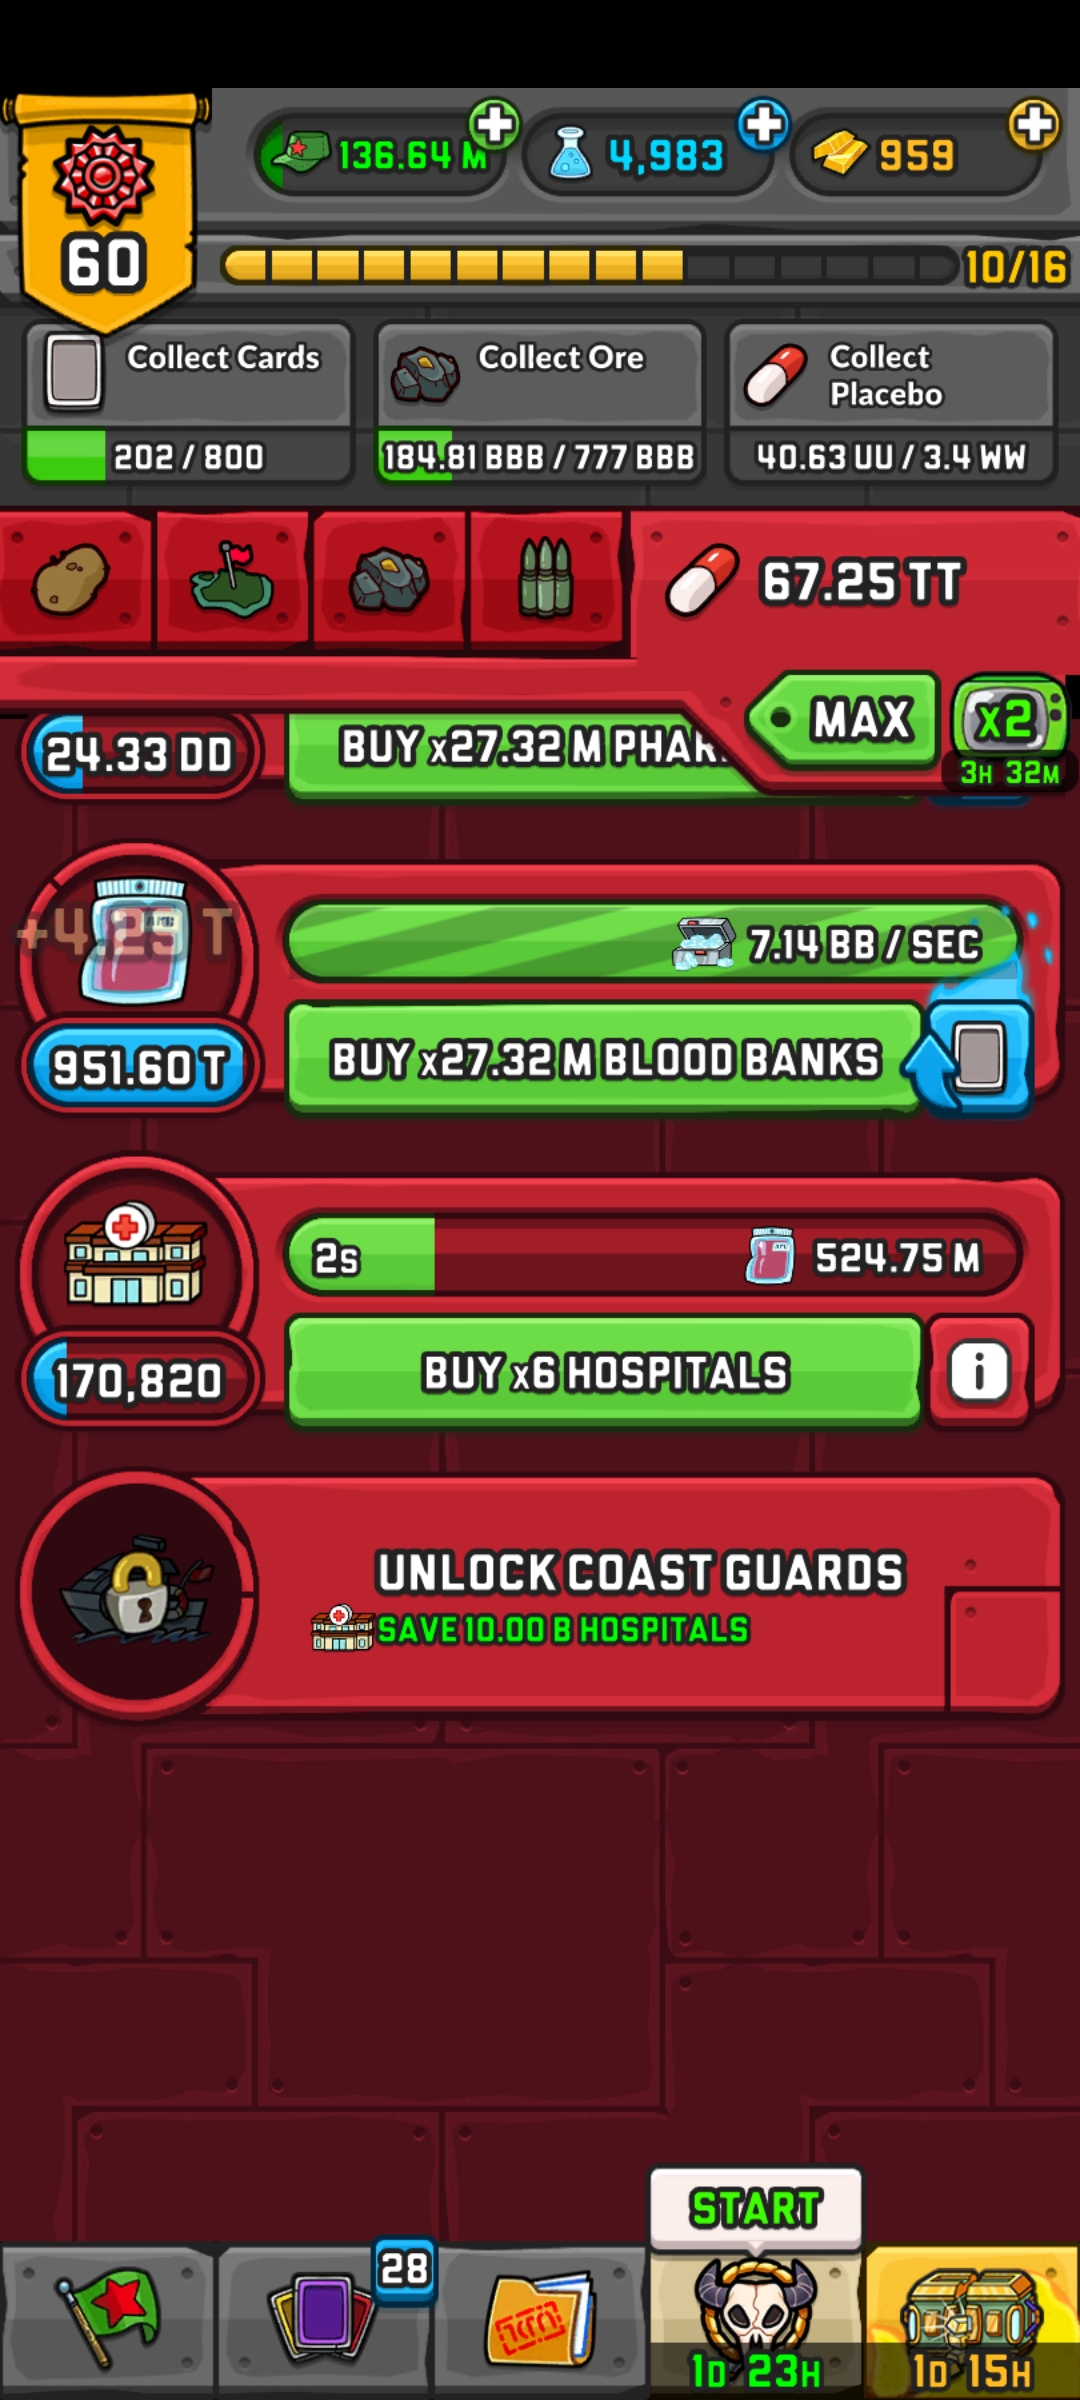 136.64 M
4,983
959
60
10/16
Collect Cards
202 / 800
Collect Ore
184.81 BBB / 777 BBB
Collect
Placebo
40.63 UU / 3.4 WW
67.25 TT
MAX
x2
3H 32M
24.33 DD
BUY x27.32 M PHAR
+4.29 T
7.14 BB / SEC
951.60 T
BUY x27.32 M BLOOD BANKS
2s
524.75 M
170,820
BUY x6 HOSPITALS
i
UNLOCK COAST GUARDS
SAVE 10.00 B HOSPITALS
START
28
1D 23H
1D 15H